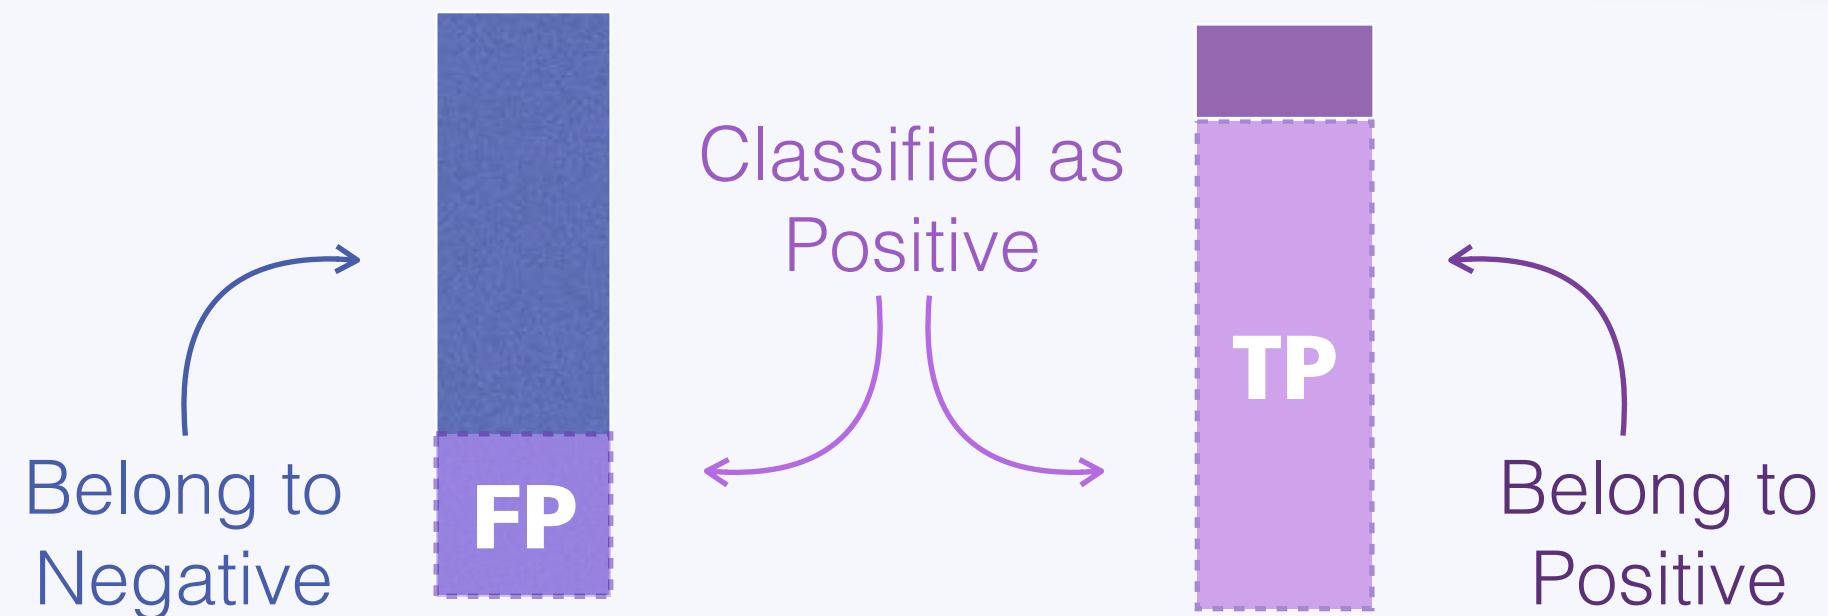 Classified as
Positive
TP
Belong to
Negative
FP
Belong to
Positive